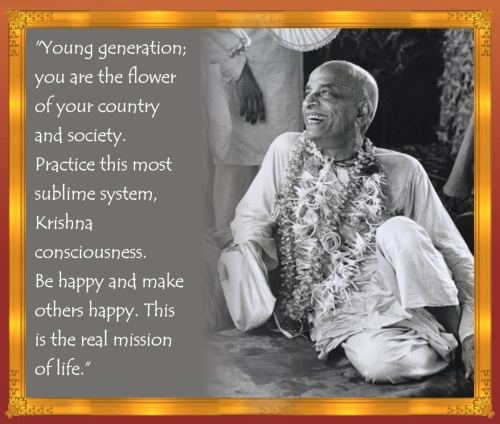 "Young generation;
you are the flower
of your country
and society.
Practice this most
sublime system,
Krishna
consciousness.
Be happy and make
others happy. This
is the real mission
of life."